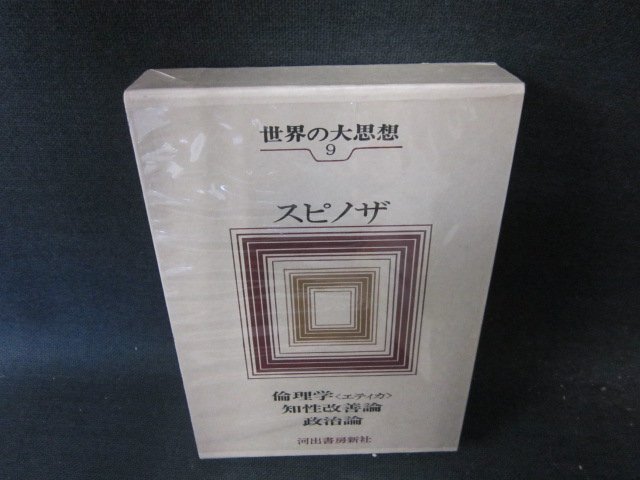 世界の大思想
9
スピノザ
倫理学〈エティカ〉
知性改善論
政治論
河出書房新社